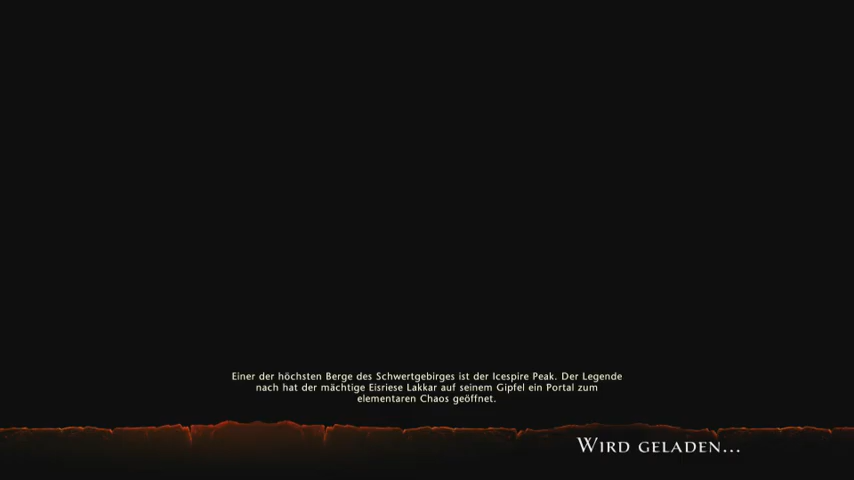 Einer der höchsten Berge des Schwertgebirges ist der Icespire Peak. Der Legende
nach hat der mächtige Eisriese Lakkar auf seinem Gipfel ein Portal zum
elementaren Chaos geöffnet.
WIRD GELADEN...